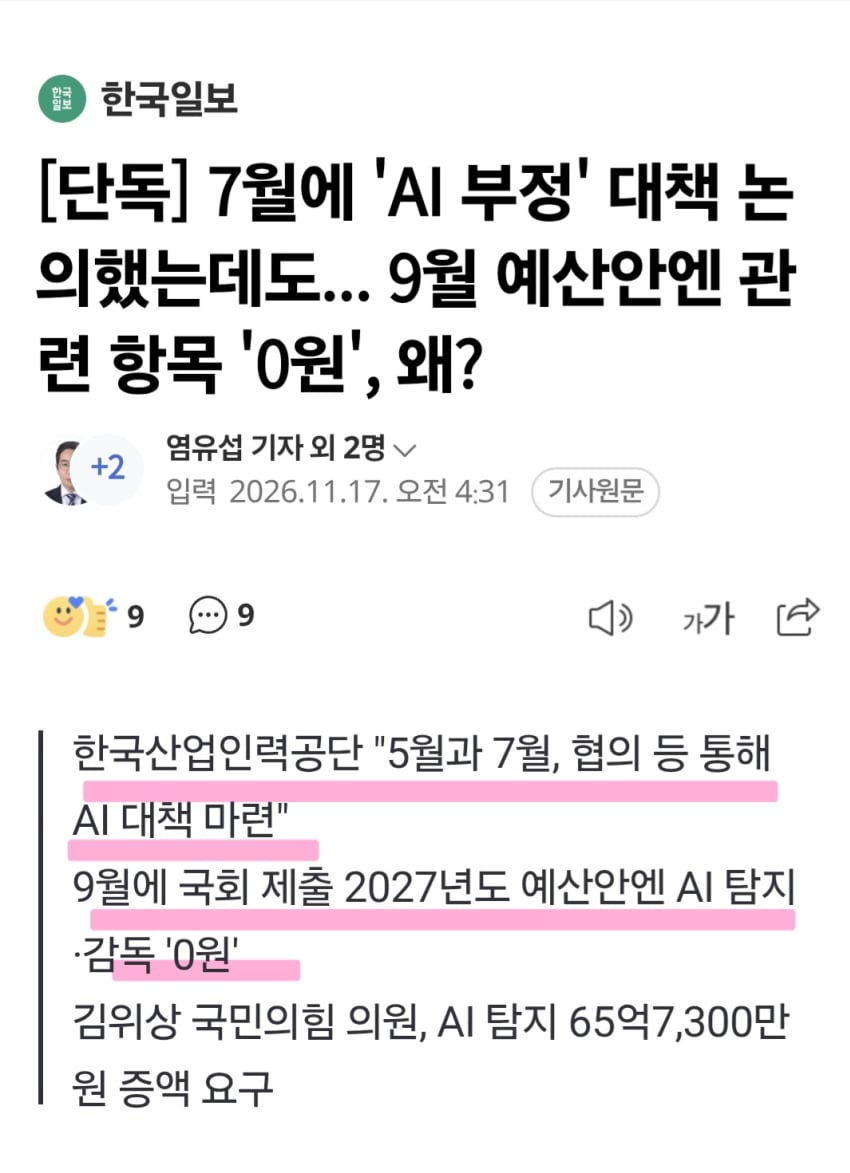 한국일보
한국일보
[단독] 7월에 'AI 부정' 대책 논
의했는데도... 9월 예산안엔 관
련 항목 '0원', 왜?
+2
염유섭 기자 외 2명
입력 2026.11.17. 오전 4:31 기사원문
9 9 가가
한국산업인력공단 "5월과 7월, 협의 등 통해
AI 대책 마련"
9월에 국회 제출 2027년도 예산안엔 AI 탐지
·감독 '0원'
김위상 국민의힘 의원, AI 탐지 65억7,300만
원 증액 요구